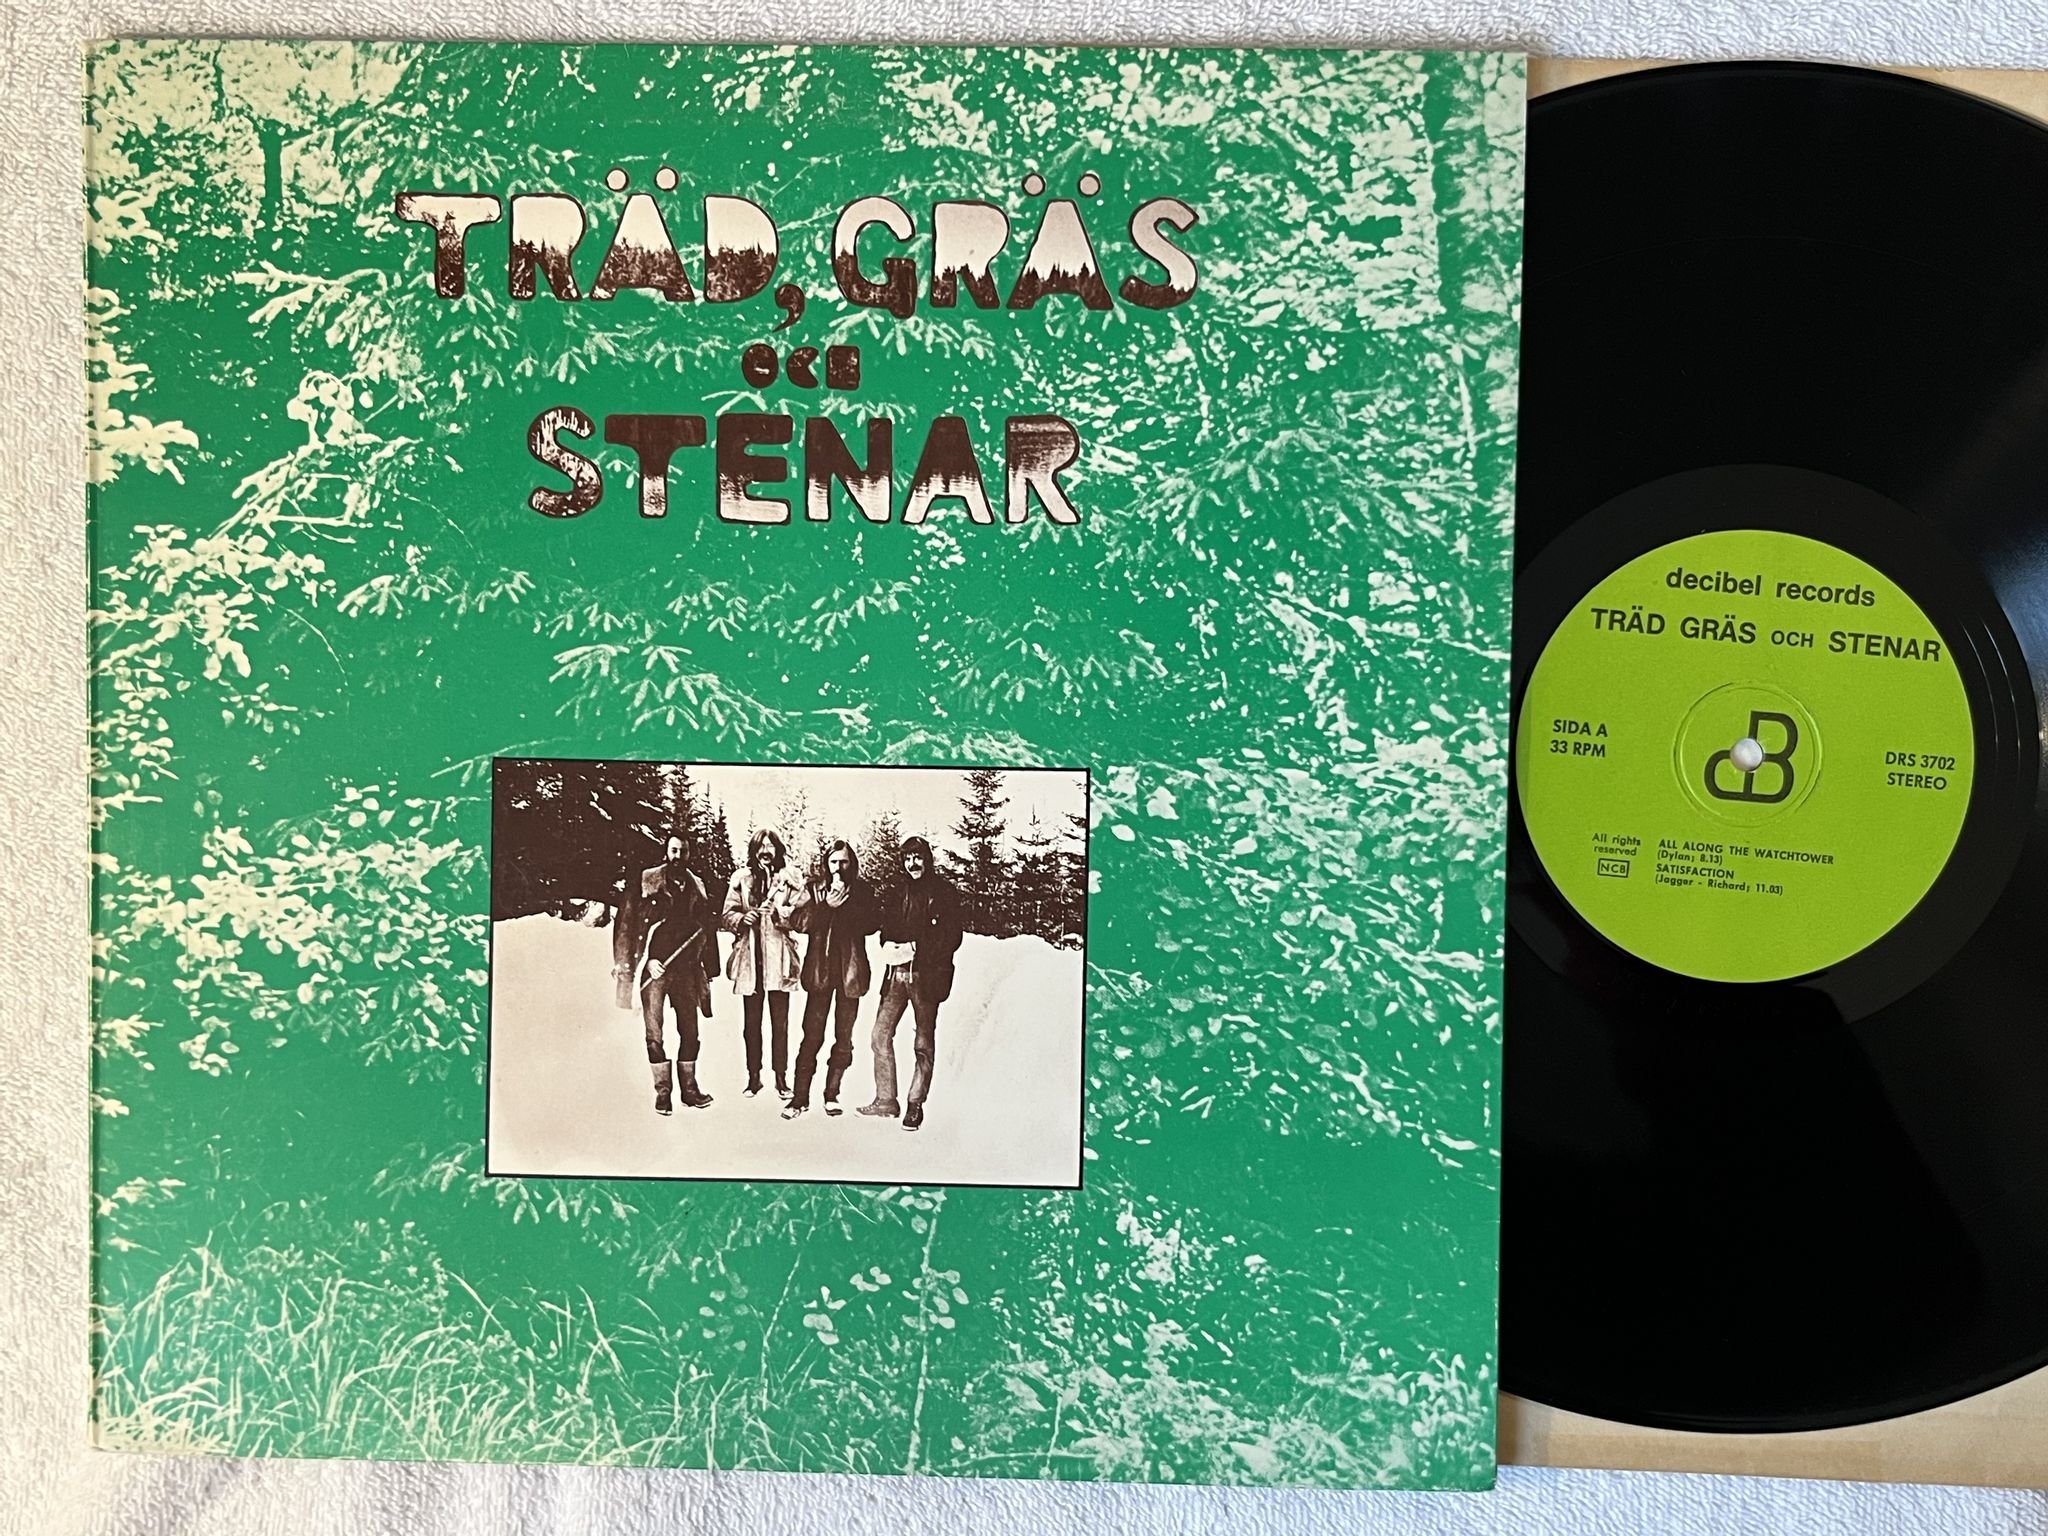 TRÄD, GRÄS
OCH
STENAR
decibel records
TRÄD GRÄS OCH STENAR
SIDA A
33 RPM
dB
DRS 3702
STEREO
All rights
reserved
NCB
ALL ALONG THE WATCHTOWER
(Dylan; 8.13)
SATISFACTION
(Jagger - Richard; 11.03)